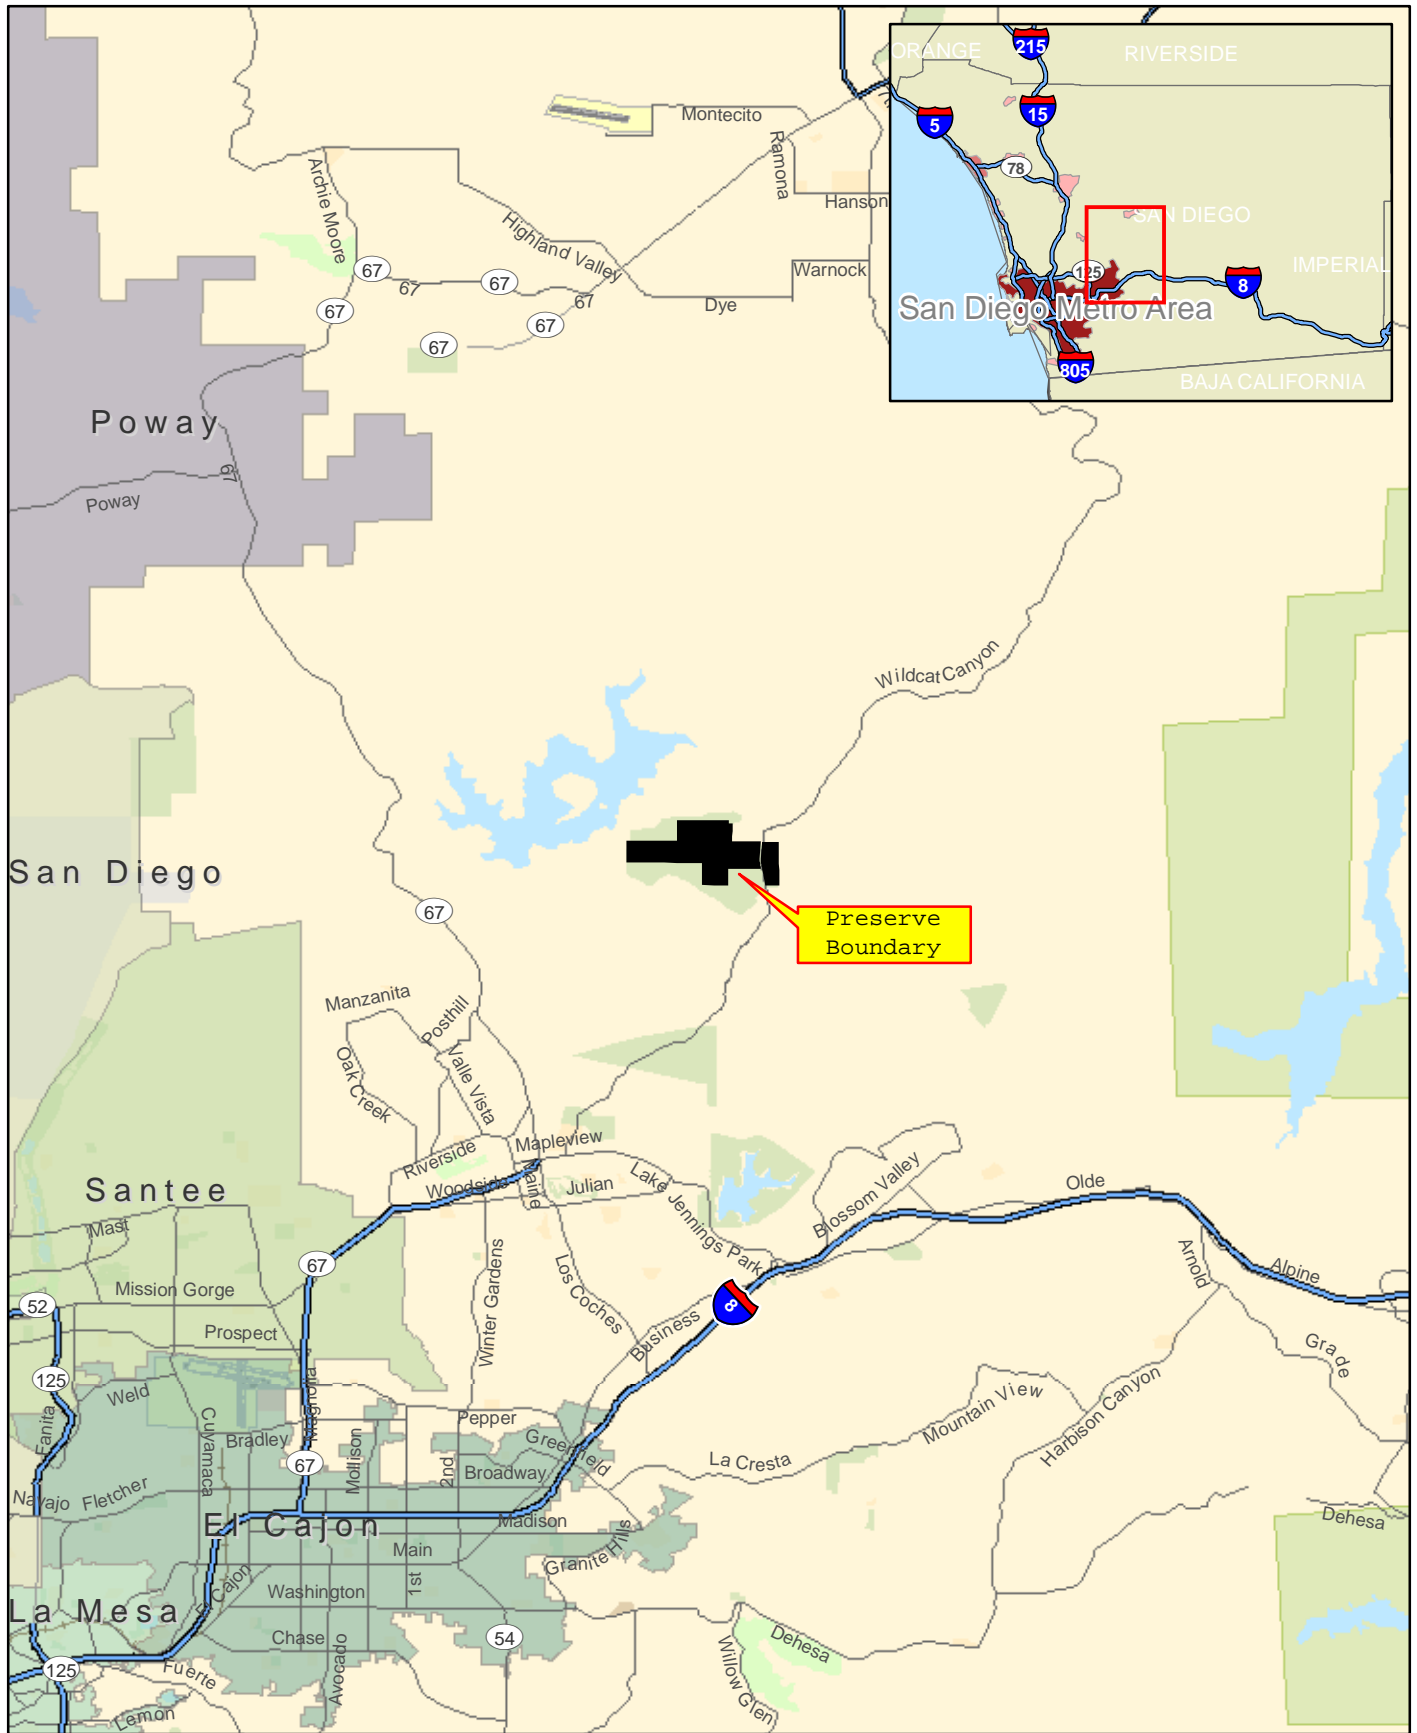 ORANGE
RIVERSIDE
215
5
15
78
SAN DIEGO
IMPERIAL
125
8
San Diego Metro Area
805
BAJA CALIFORNIA
Montecito
Ramona
Archie Moore
Hanson
Highland Valley
Warnock
67
67
67
67
Dye
67
67
67
Poway
67
Poway
Wildcat Canyon
San Diego
67
Preserve
Boundary
Manzanita
Posthill
Oak Creek
Valle Vista
Mapleview
Riverside
Maine
Woodside
Julian
Lake Jennings Park
Blossom Valley
Olde
Santee
Mast
67
Winter Gardens
Los Coches
Arnold
Alpine
Mission Gorge
52
8
Prospect
Business
Grade
125
Weld
Magnolia
Fanita
Cuyamaca
Bradley
Mollison
Pepper
Mountain View
Harbison Canyon
Greenfield
67
2nd
Broadway
La Cresta
Navajo
Fletcher
El Cajon
Madison
Dehesa
Main
Granite Hills
El Cajon
Washington
1st
La Mesa
Chase
54
Dehesa
125
Fuerte
Avocado
Willow Glen
Lemon